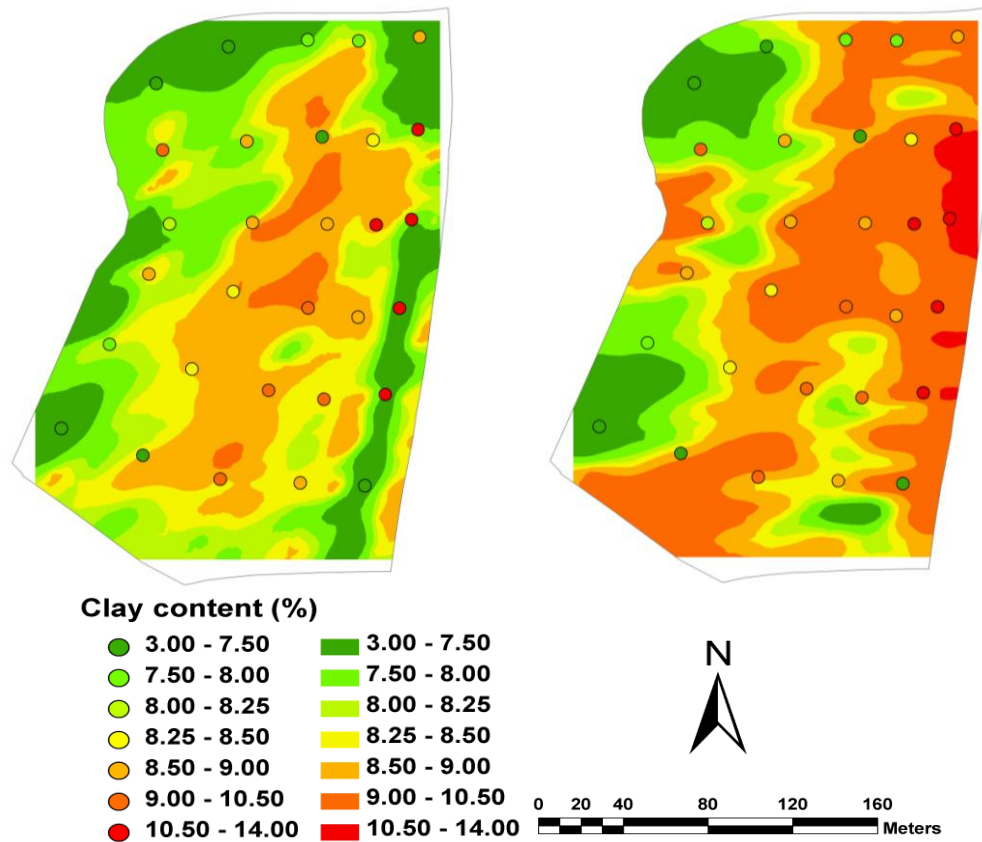 Clay content (%)
3.00 - 7.50 3.00 - 7.50
7.50 - 8.00 7.50 - 8.00
8.00 - 8.25 8.00 - 8.25
8.25 - 8.50 8.25 - 8.50
8.50 - 9.00 8.50 - 9.00
9.00 - 10.50 9.00 - 10.50
10.50 - 14.00 10.50 - 14.00
N
0 20 40 80 120 160
Meters